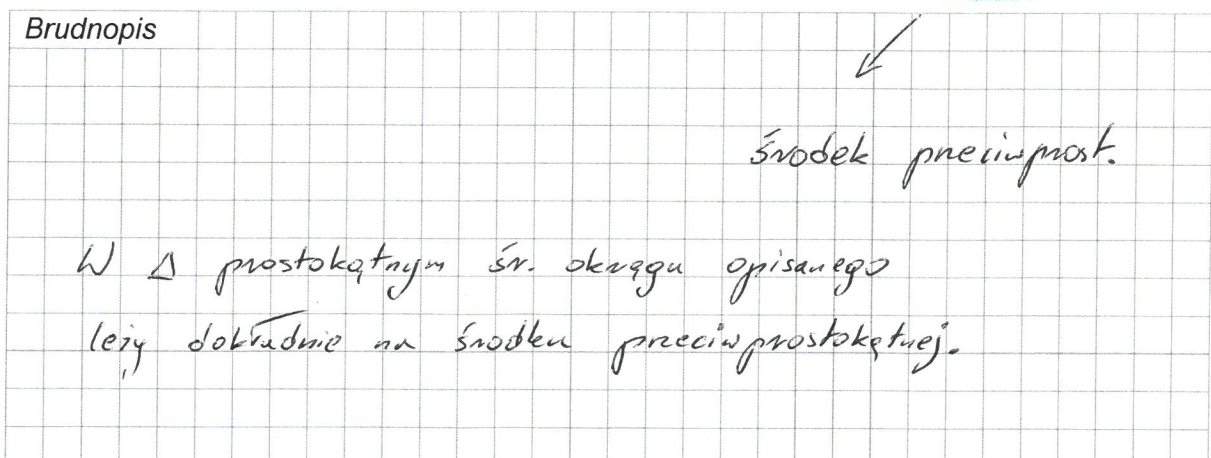 Brudnopis
środek przeciwprost.
W Δ prostokątnym śr. okręgu opisanego
leży dokładnie na środku przeciwprostokątnej.